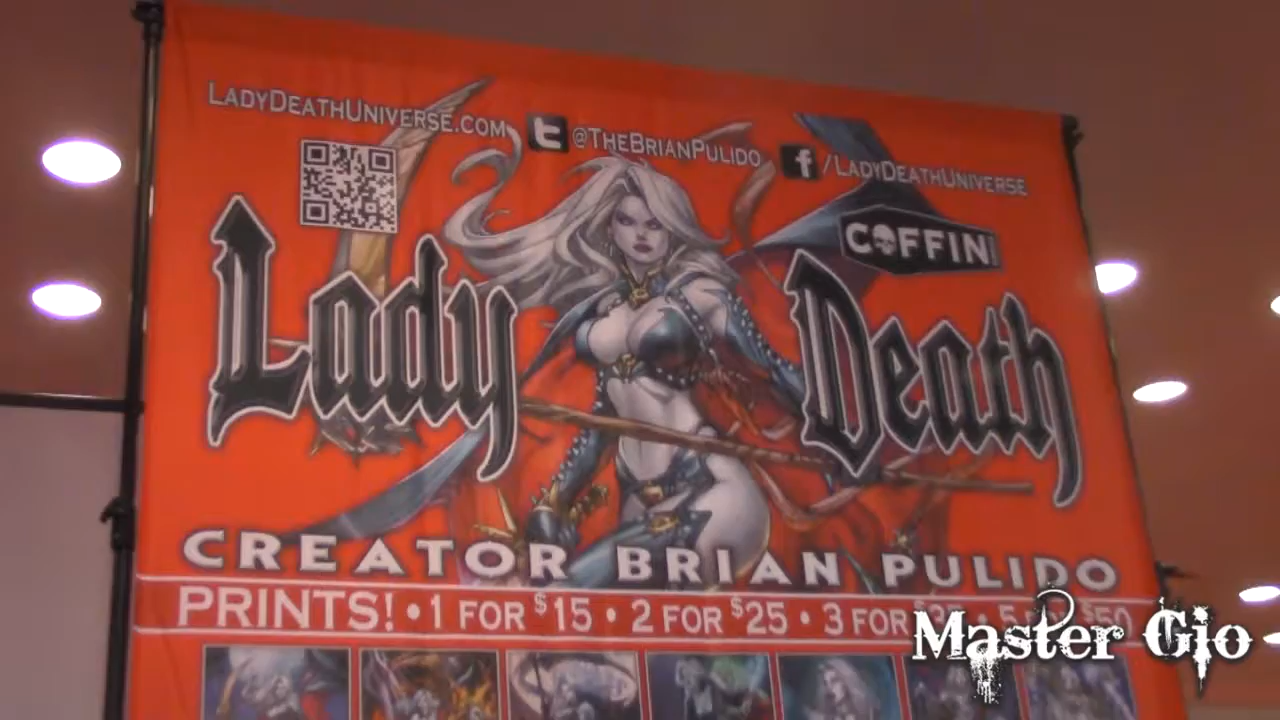 LADYDEATHUNIVERSE.COM
t @THEBRIANPULIDO
f /LADYDEATHUNIVERSE
COFFIN
Lady Death
CREATOR BRIAN PULIDO
PRINTS! • 1 FOR $15 • 2 FOR $25 • 3 FOR
Master Gio